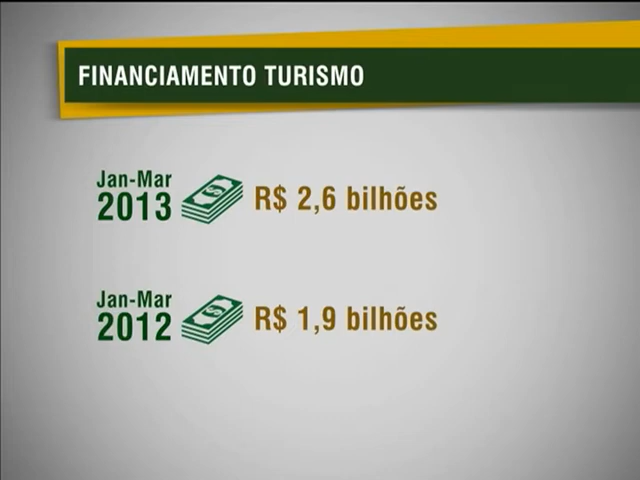 FINANCIAMENTO TURISMO
Jan-Mar
2013
R$ 2,6 bilhões
Jan-Mar
2012
R$ 1,9 bilhões